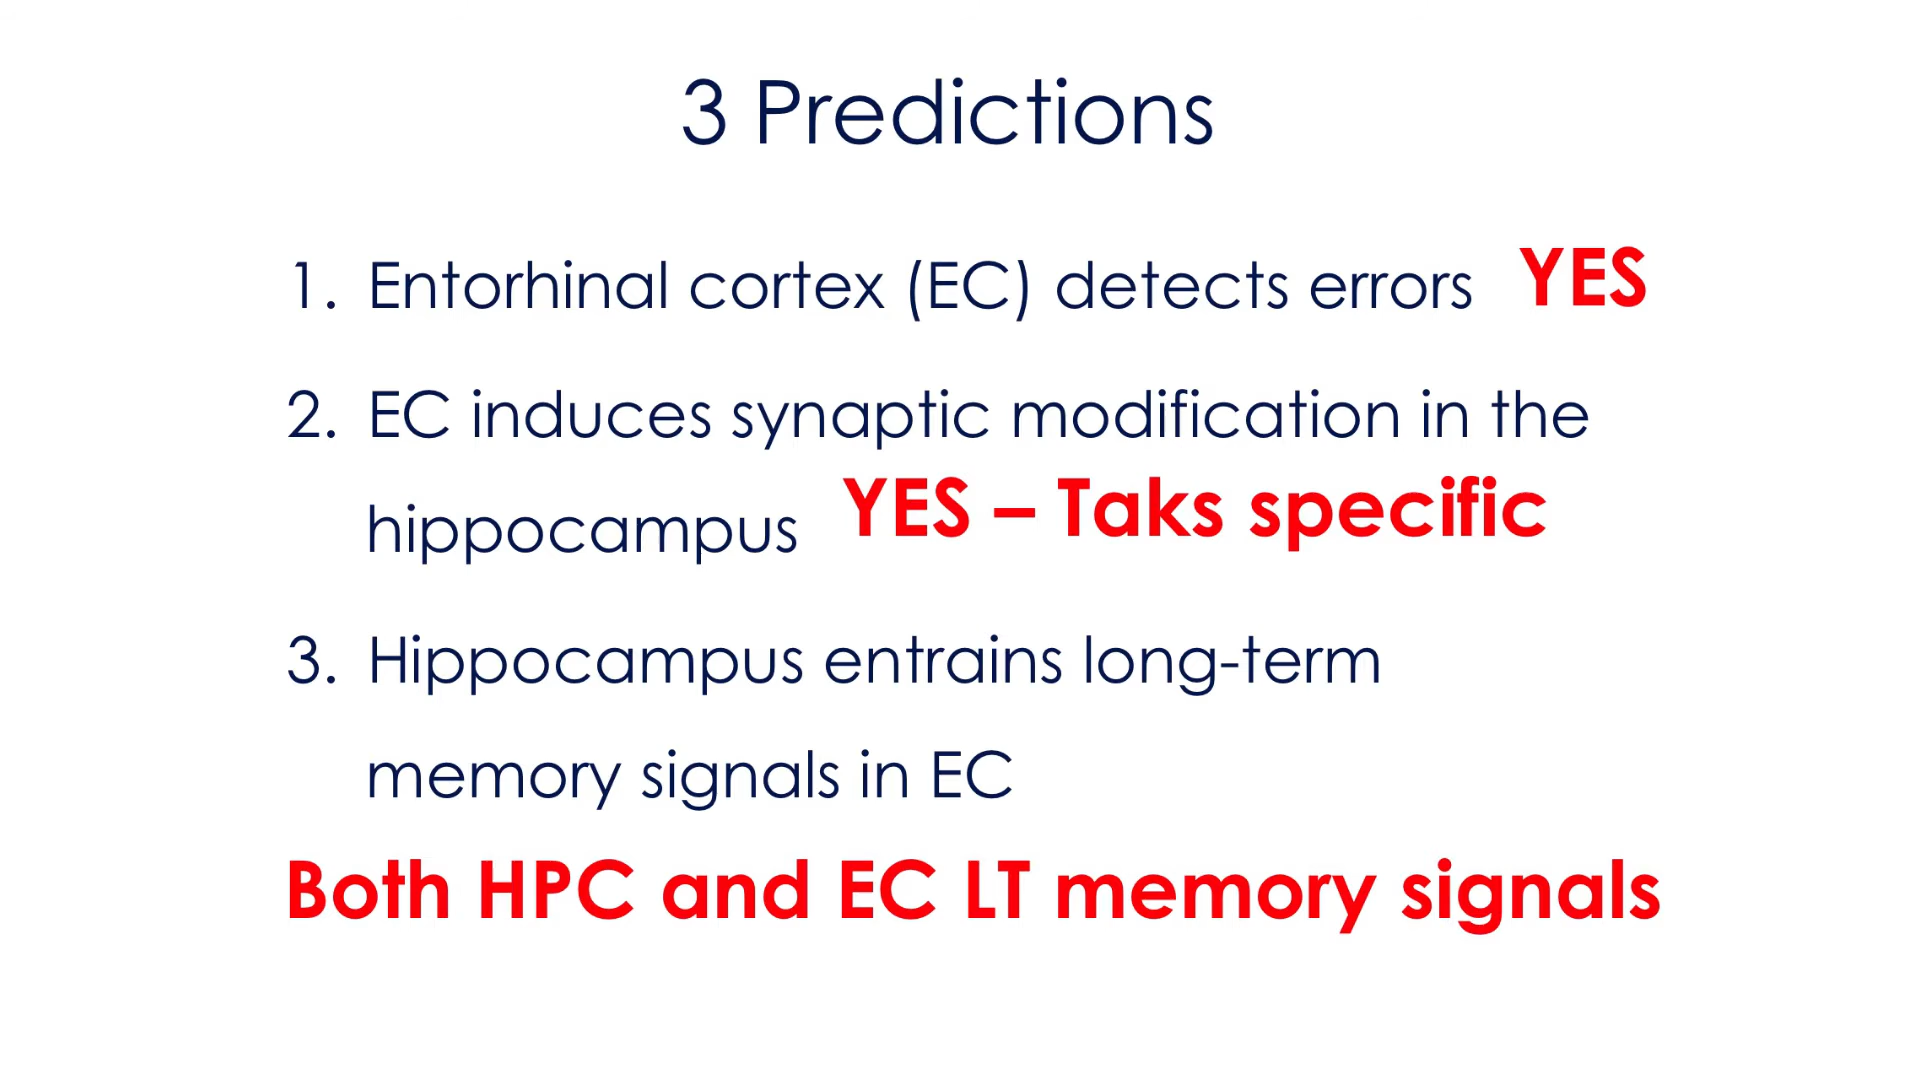 3 Predictions
1. Entorhinal cortex (EC) detects errors YES
2. EC induces synaptic modification in the
hippocampus YES – Taks specific
3. Hippocampus entrains long-term
memory signals in EC
Both HPC and EC LT memory signals